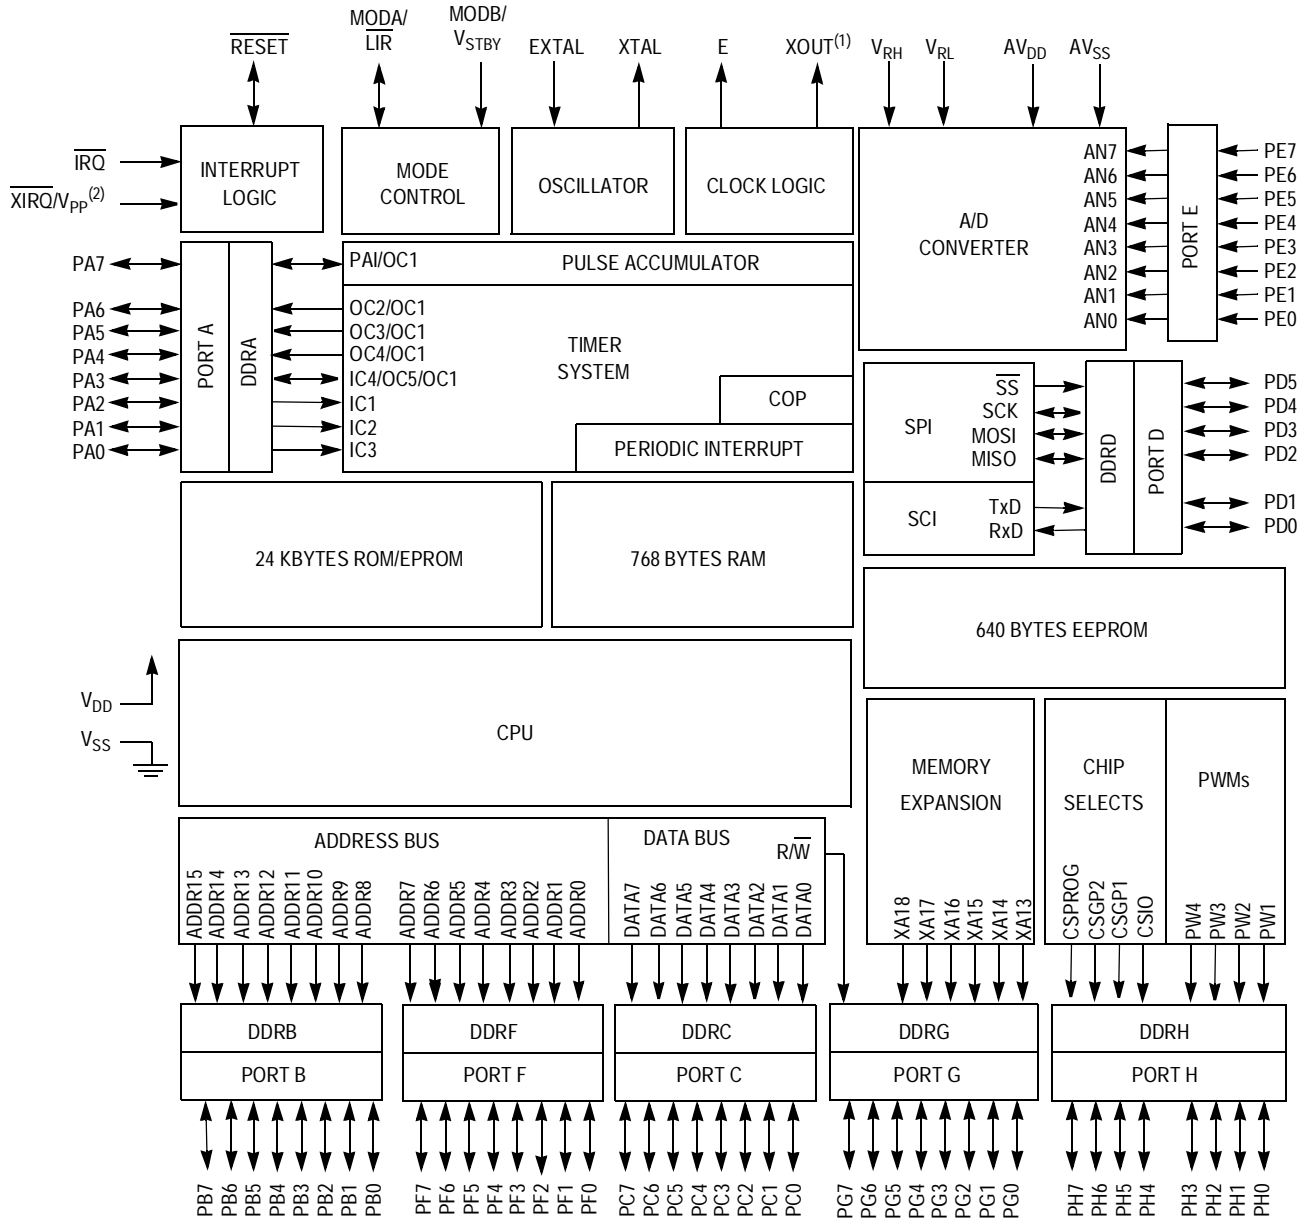 RESET
MODA/
LIR
MODB/
VSTBY
EXTAL
XTAL
E
XOUT(1)
VRH
VRL
AVDD
AVSS
IRQ
XIRQ/VPP(2)
INTERRUPT
LOGIC
MODE
CONTROL
OSCILLATOR
CLOCK LOGIC
A/D
CONVERTER
AN7
AN6
AN5
AN4
AN3
AN2
AN1
AN0
PORT E
PE7
PE6
PE5
PE4
PE3
PE2
PE1
PE0
PA7
PA6
PA5
PA4
PA3
PA2
PA1
PA0
PORT A
DDRA
PAI/OC1
PULSE ACCUMULATOR
OC2/OC1
OC3/OC1
OC4/OC1
IC4/OC5/OC1
IC1
IC2
IC3
TIMER
SYSTEM
COP
PERIODIC INTERRUPT
SPI
SS
SCK
MOSI
MISO
SCI
TxD
RxD
DDRD
PORT D
PD5
PD4
PD3
PD2
PD1
PD0
24 KBYTES ROM/EPROM
768 BYTES RAM
640 BYTES EEPROM
VDD
VSS
CPU
MEMORY
EXPANSION
CHIP
SELECTS
PWMs
ADDRESS BUS
DATA BUS
R/W
ADDR15
ADDR14
ADDR13
ADDR12
ADDR11
ADDR10
ADDR9
ADDR8
ADDR7
ADDR6
ADDR5
ADDR4
ADDR3
ADDR2
ADDR1
ADDR0
DATA7
DATA6
DATA5
DATA4
DATA3
DATA2
DATA1
DATA0
XA18
XA17
XA16
XA15
XA14
XA13
CSPROG
CSGP2
CSGP1
CSIO
PW4
PW3
PW2
PW1
DDRB
DDRF
DDRC
DDRG
DDRH
PORT B
PORT F
PORT C
PORT G
PORT H
PB7
PB6
PB5
PB4
PB3
PB2
PB1
PB0
PF7
PF6
PF5
PF4
PF3
PF2
PF1
PF0
PC7
PC6
PC5
PC4
PC3
PC2
PC1
PC0
PG7
PG6
PG5
PG4
PG3
PG2
PG1
PG0
PH7
PH6
PH5
PH4
PH3
PH2
PH1
PH0